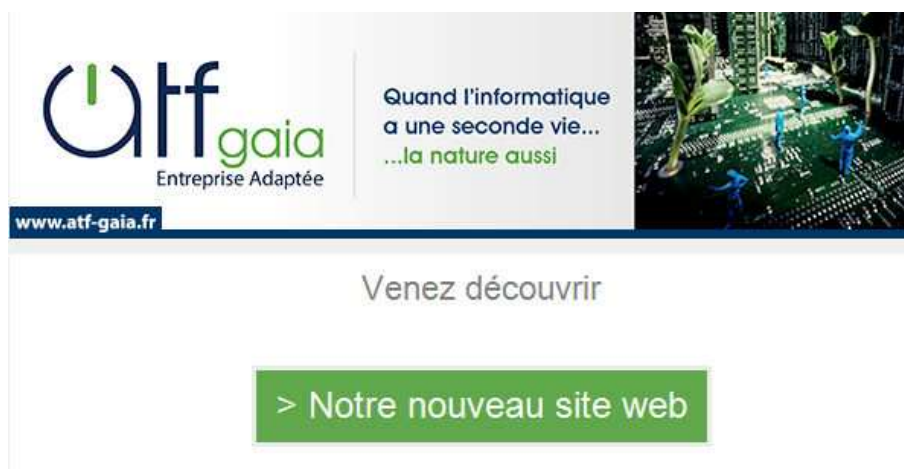 atf
gaia
Entreprise Adaptée
Quand l'informatique
a une seconde vie...
...la nature aussi
www.atf-gaia.fr
Venez découvrir
> Notre nouveau site web